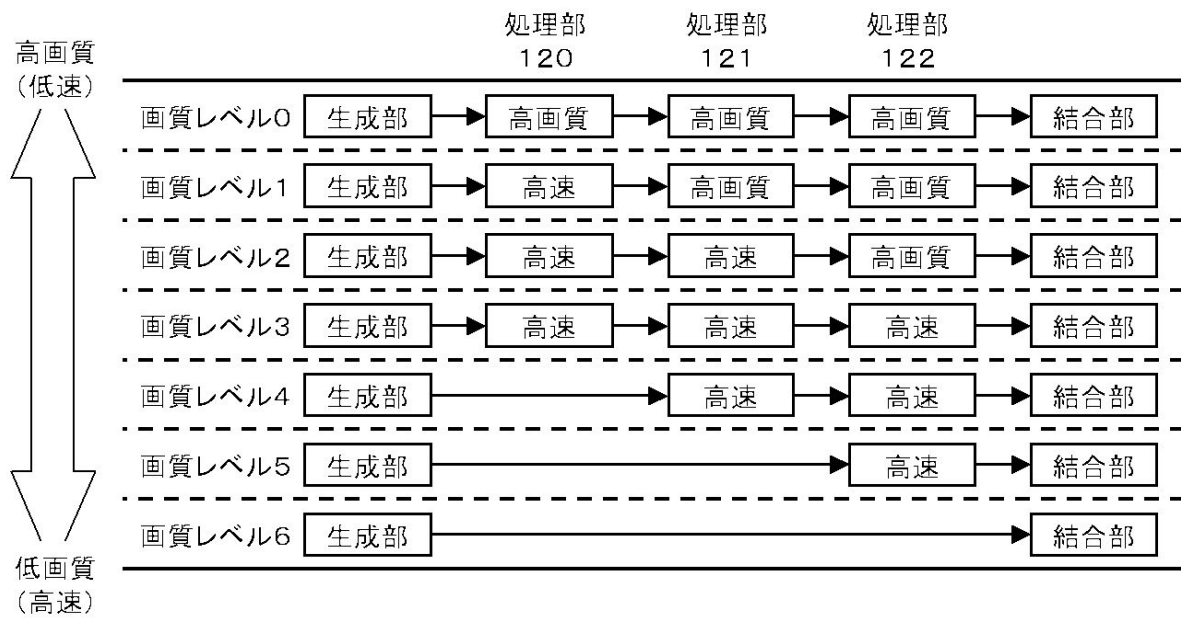 処理部 処理部 処理部
120 121 122
高画質
(低速)
画質レベル0 生成部 高画質 高画質 高画質 結合部
画質レベル1 生成部 高速 高画質 高画質 結合部
画質レベル2 生成部 高速 高速 高画質 結合部
画質レベル3 生成部 高速 高速 高速 結合部
画質レベル4 生成部 高速 高速 結合部
画質レベル5 生成部 高速 結合部
画質レベル6 生成部 結合部
低画質
(高速)